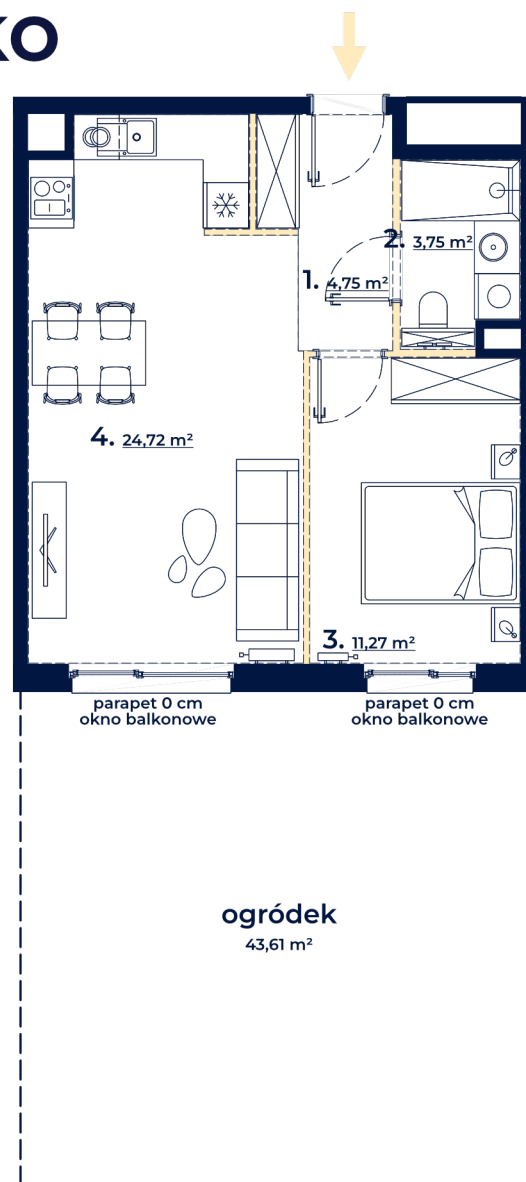 KO
2. 3,75 m²
1. 4,75 m²
4. 24,72 m²
3. 11,27 m²
parapet 0 cm
okno balkonowe
parapet 0 cm
okno balkonowe
ogródek
43,61 m²